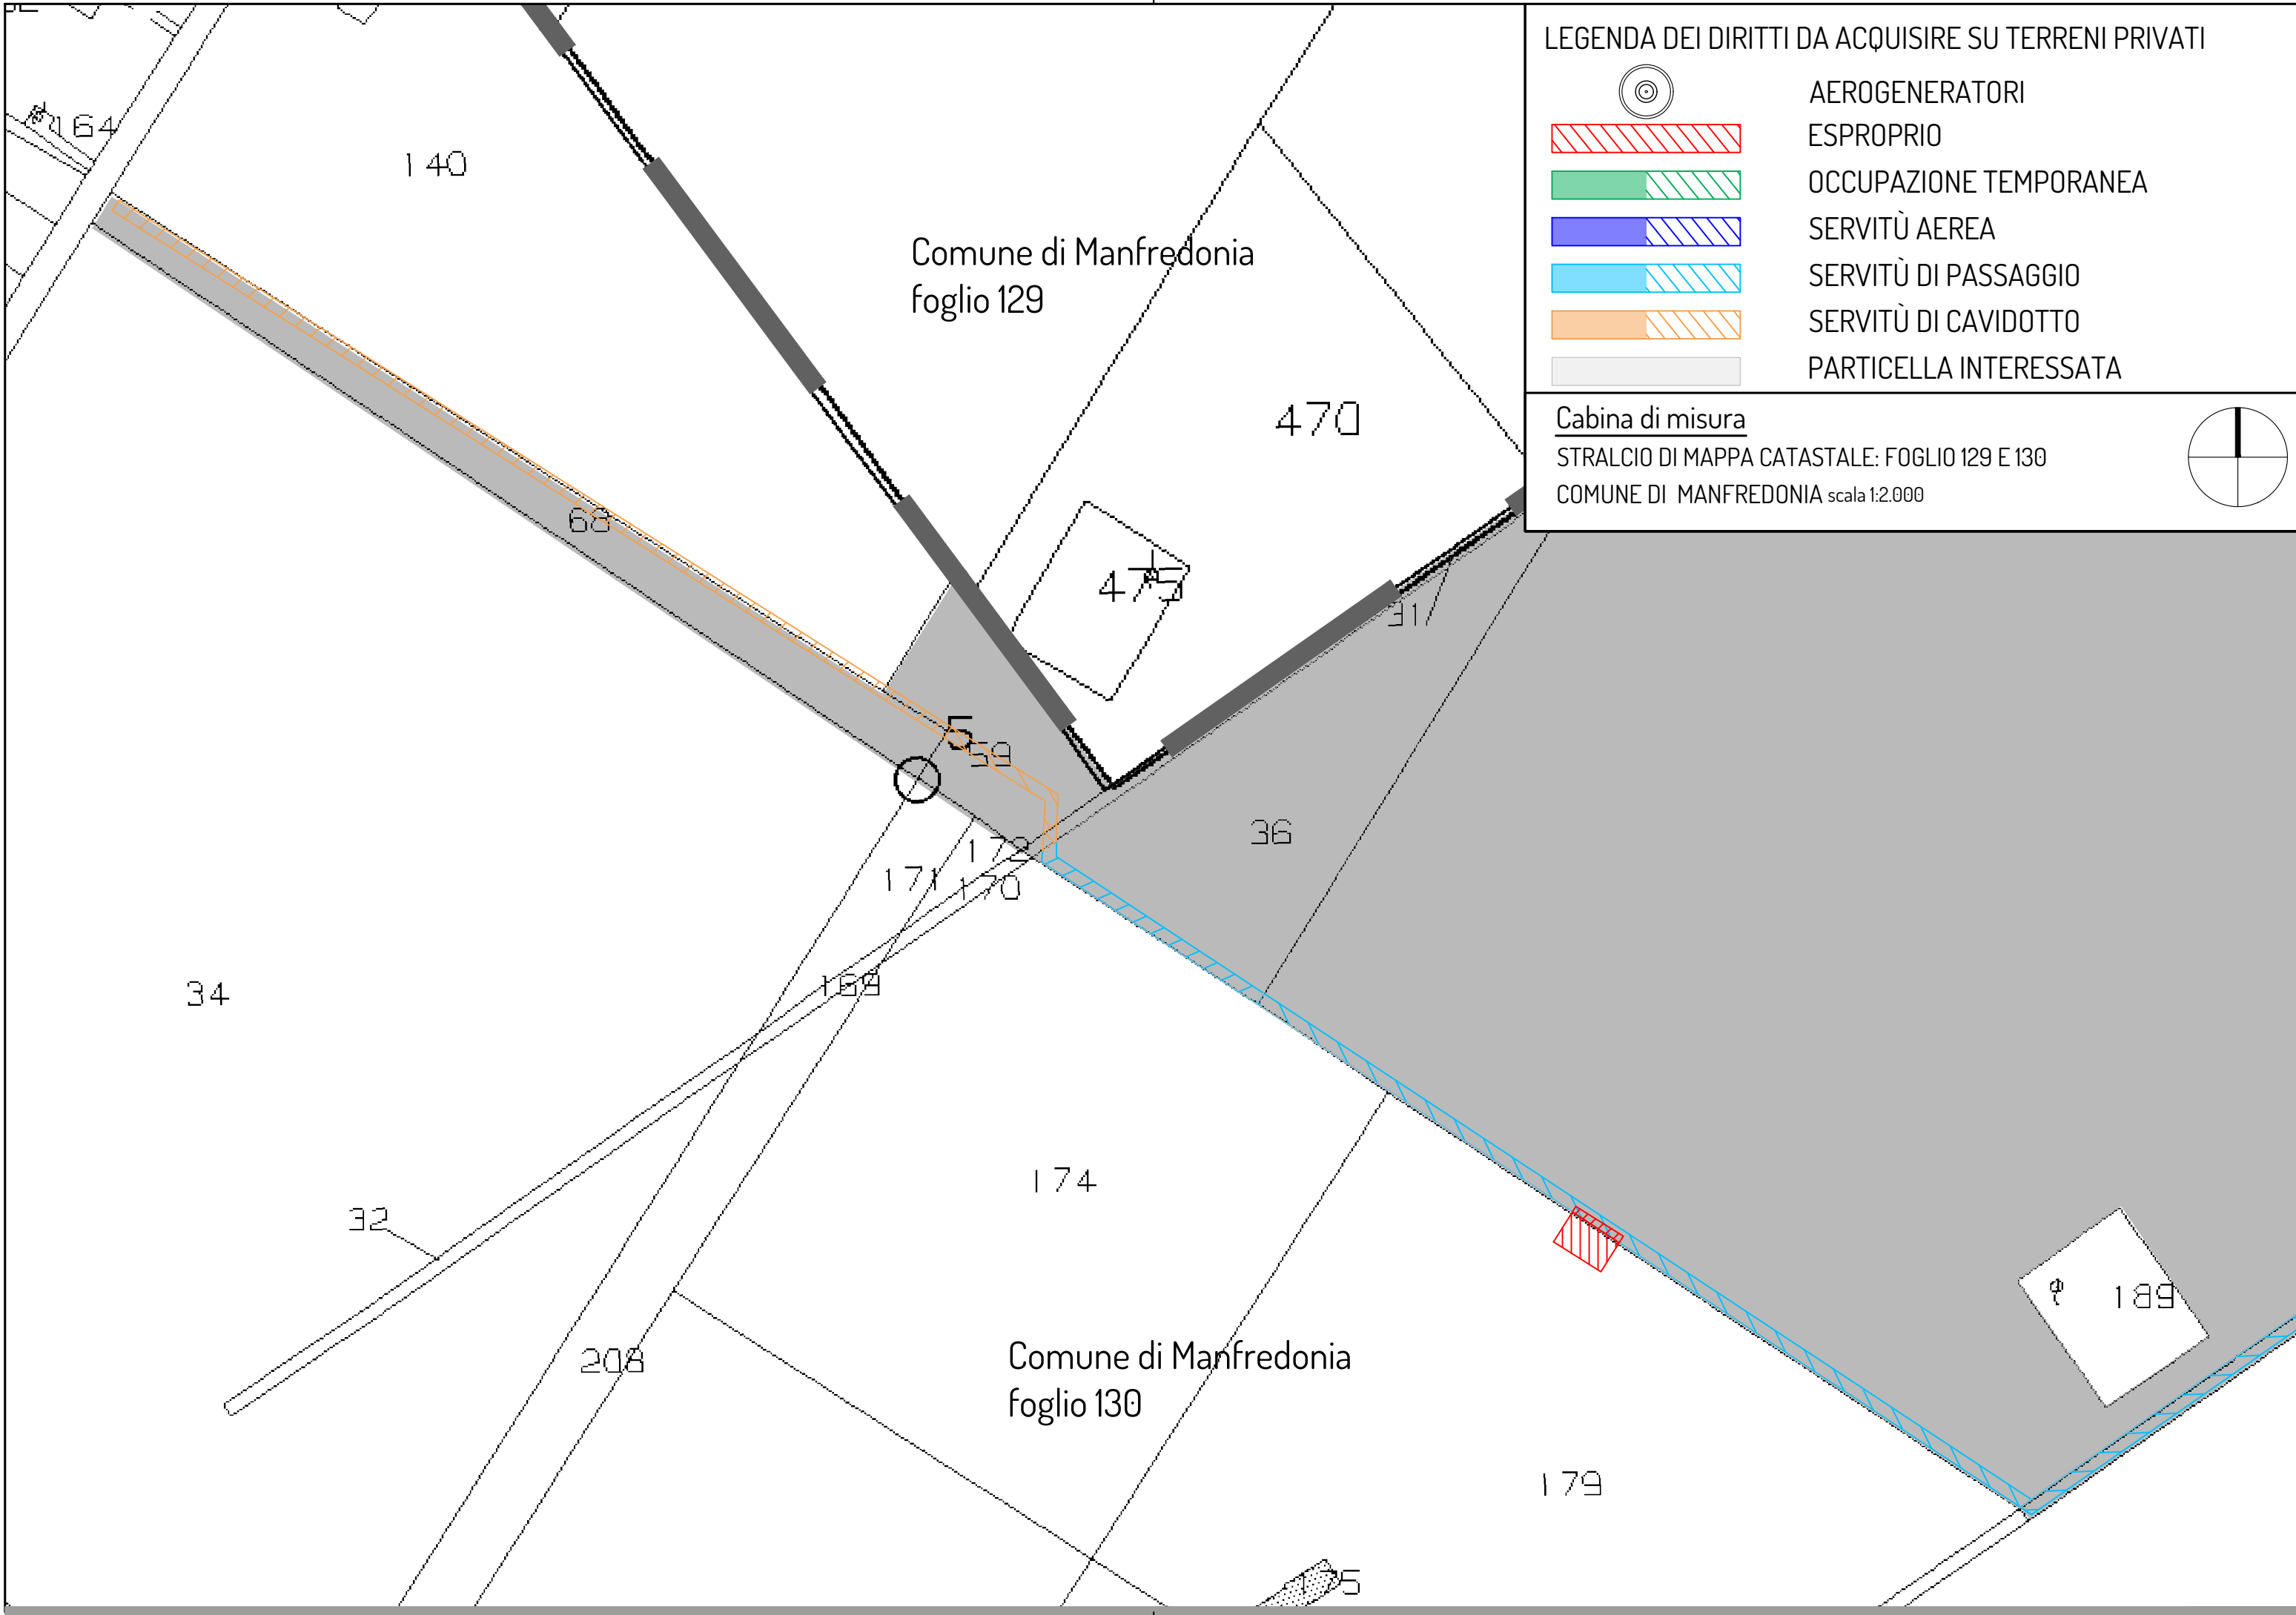 LEGENDA DEI DIRITTI DA ACQUISIRE SU TERRENI PRIVATI
AEROGENERATORI
ESPROPRIO
OCCUPAZIONE TEMPORANEA
SERVITÙ AEREA
SERVITÙ DI PASSAGGIO
SERVITÙ DI CAVIDOTTO
PARTICELLA INTERESSATA
Cabina di misura
STRALCIO DI MAPPA CATASTALE: FOGLIO 129 E 130
COMUNE DI MANFREDONIA scala 1:2.000
164
140
Comune di Manfredonia
foglio 129
470
68
475
317
5
59
36
172
171
170
169
34
174
32
189
208
Comune di Manfredonia
foglio 130
179
175